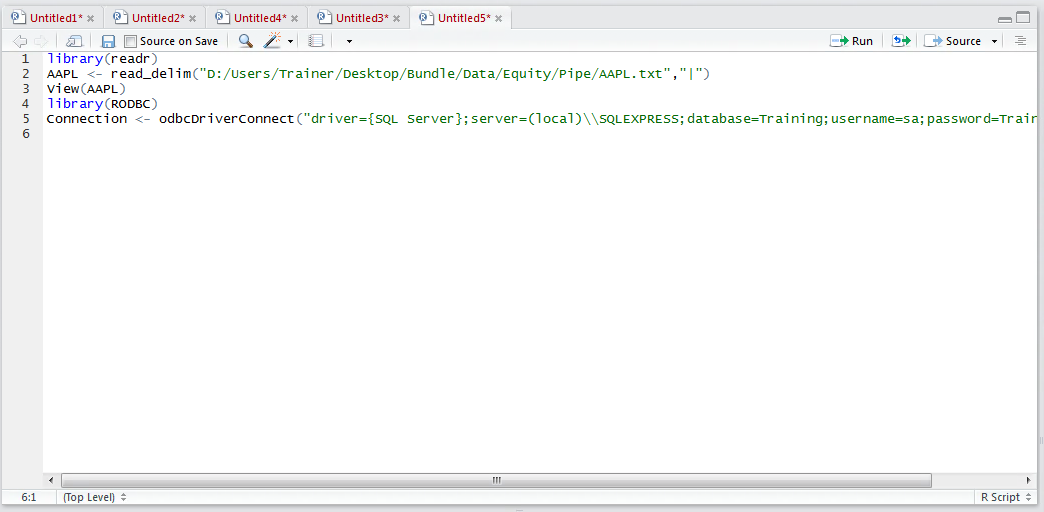 Untitled1* Untitled2* Untitled4* Untitled3* Untitled5*
Source on Save Run Source
1 library(readr)
2 AAPL <- read_delim("D:/Users/Trainer/Desktop/Bundle/Data/Equity/Pipe/AAPL.txt","|")
3 View(AAPL)
4 library(RODBC)
5 Connection <- odbcDriverConnect("driver={SQL Server};server=(local)\\SQLEXPRESS;database=Training;username=sa;password=Train
6
6:1 (Top Level) R Script